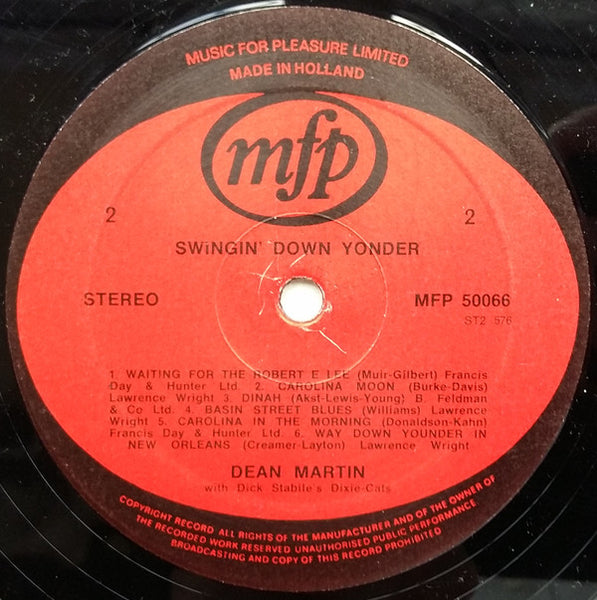 MUSIC FOR PLEASURE LIMITED
MADE IN HOLLAND
mfp
2 2
SWiNGIN' DOWN YONDER
STEREO MFP 50066
ST2 576
1. WAITING FOR THE ROBERT E LEE (Muir-Gilbert) Francis
Day & Hunter Ltd. 2. CAROLINA MOON (Burke-Davis)
Lawrence Wright 3. DINAH (Akst-Lewis-Young) B. Feldman
& Co Ltd. 4. BASIN STREET BLUES (Williams) Lawrence
Wright 5. CAROLINA IN THE MORNING (Donaldson-Kahn)
Francis Day & Hunter Ltd. 6. WAY DOWN YOUNDER IN
NEW ORLEANS (Creamer-Layton) Lawrence Wright
DEAN MARTIN
with Dick Stabile's Dixie-Cats
COPYRIGHT RECORD ALL RIGHTS OF THE MANUFACTURER AND OF THE OWNER OF
THE RECORDED WORK RESERVED UNAUTHORISED PUBLIC PERFORMANCE
BROADCASTING AND COPY OF THIS RECORD PROHIBITED